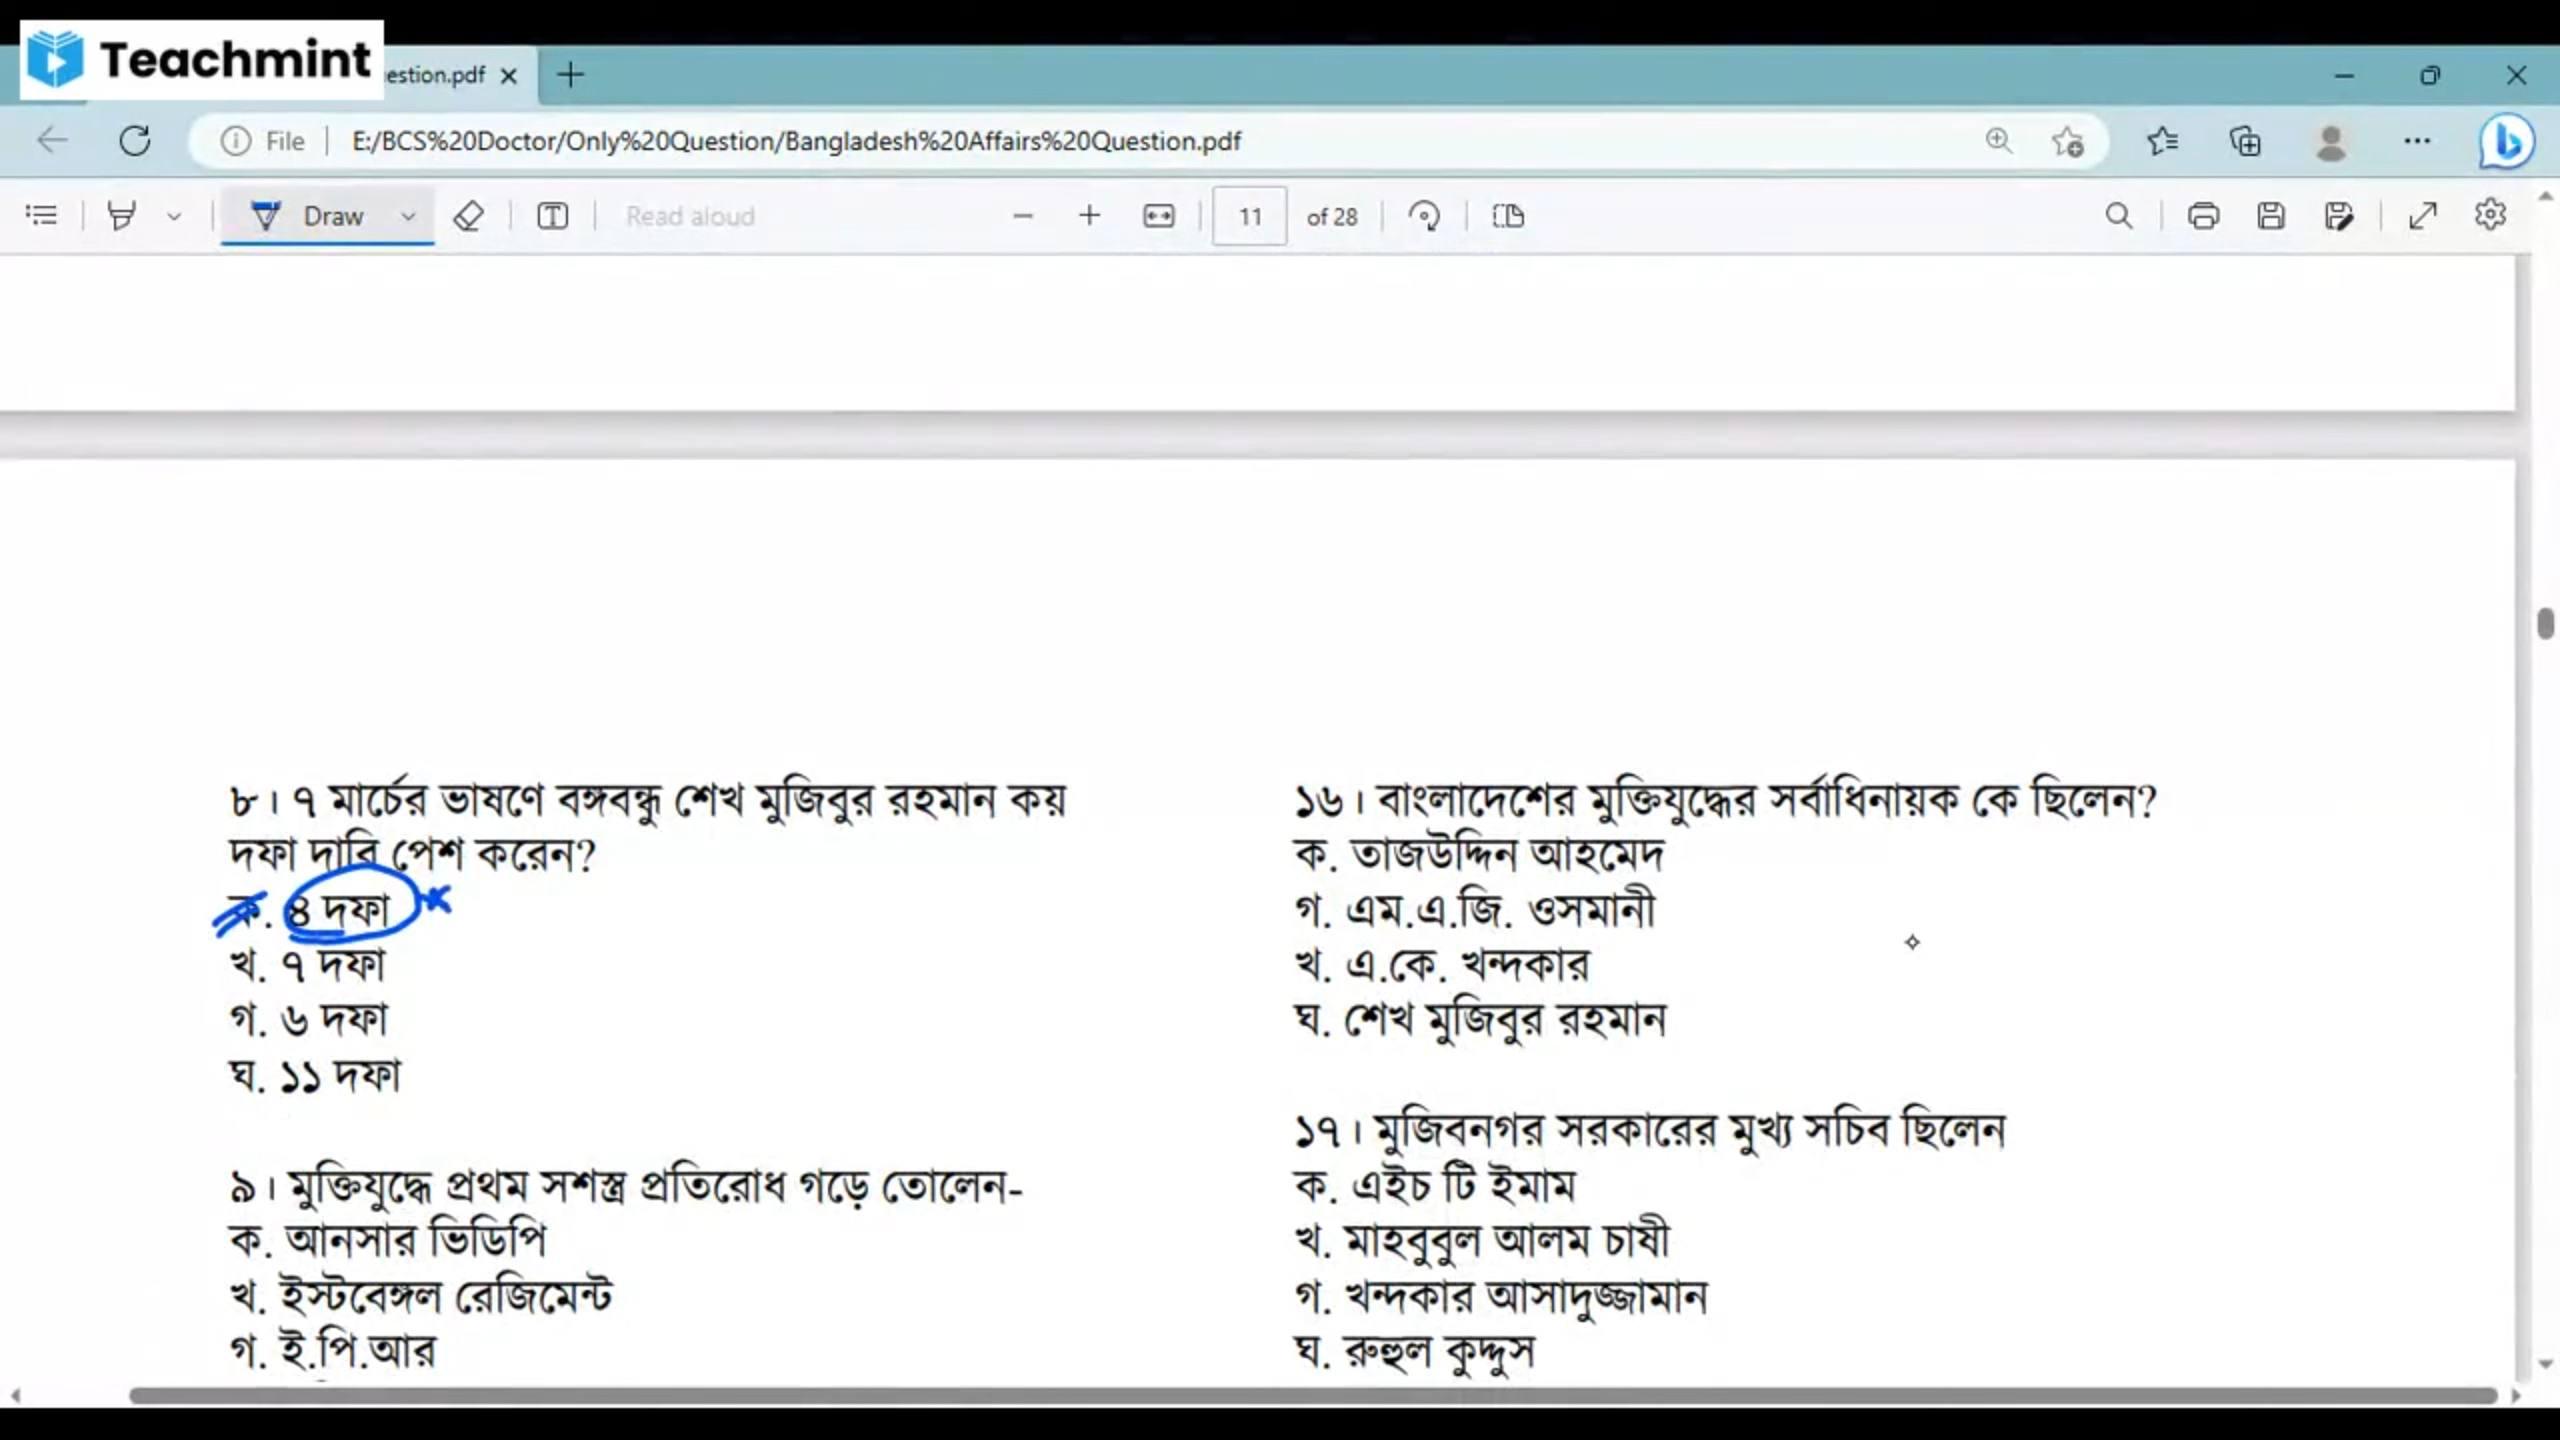 Teachmint
estion.pdf
File
E:/BCS%20Doctor/Only%20Question/Bangladesh%20Affairs%20Question.pdf
Draw
Read aloud
11
of 28
৮। ৭ মার্চের ভাষণে বঙ্গবন্ধু শেখ মুজিবুর রহমান কয়
দফা দাবি পেশ করেন?
ক. ৪ দফা
খ. ৭ দফা
গ. ৬ দফা
ঘ. ১১ দফা
৯। মুক্তিযুদ্ধে প্রথম সশস্ত্র প্রতিরোধ গড়ে তোলেন-
ক. আনসার ভিডিপি
খ. ইস্টবেঙ্গল রেজিমেন্ট
গ. ই.পি.আর
১৬। বাংলাদেশের মুক্তিযুদ্ধের সর্বাধিনায়ক কে ছিলেন?
ক. তাজউদ্দিন আহমেদ
গ. এম.এ.জি. ওসমানী
খ. এ.কে. খন্দকার
ঘ. শেখ মুজিবুর রহমান
১৭। মুজিবনগর সরকারের মুখ্য সচিব ছিলেন
ক. এইচ টি ইমাম
খ. মাহবুবুল আলম চাষী
গ. খন্দকার আসাদুজ্জামান
ঘ. রুহুল কুদ্দুস